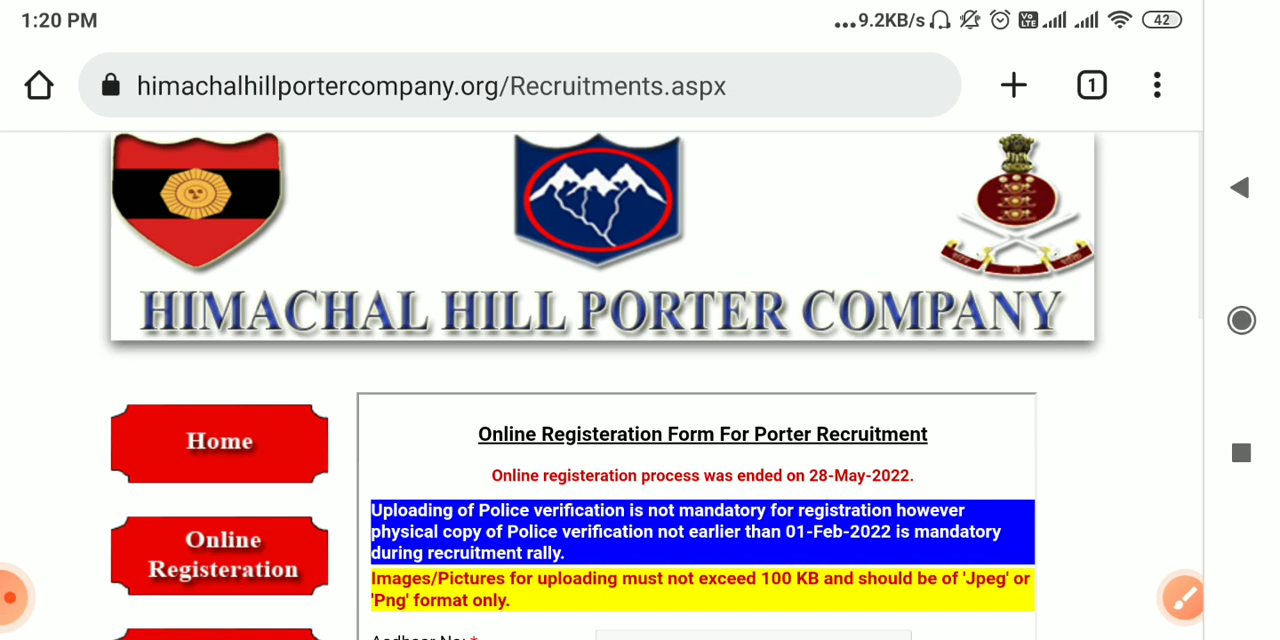 1:20 PM
...9.2KB/s
Vo LTE
42
himachalhillportercompany.org/Recruitments.aspx
1
HIMACHAL HILL PORTER COMPANY
Home
Online Registeration Form For Porter Recruitment
Online registeration process was ended on 28-May-2022.
Uploading of Police verification is not mandatory for registration however
physical copy of Police verification not earlier than 01-Feb-2022 is mandatory
during recruitment rally.
Online
Registeration
Images/Pictures for uploading must not exceed 100 KB and should be of 'Jpeg' or
'Png' format only.
Aadhaar No: *